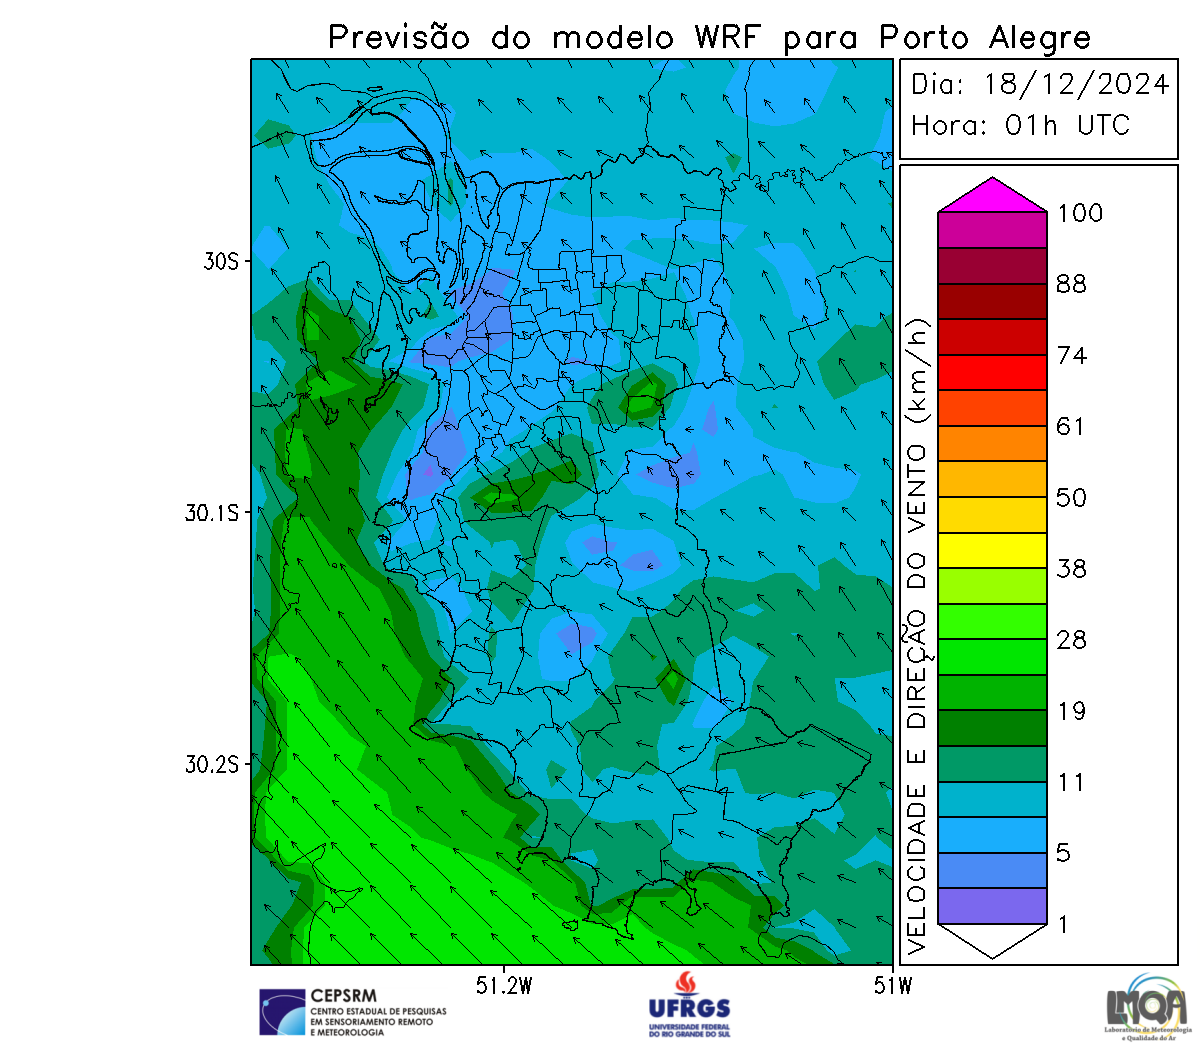 Previsão do modelo WRF para Porto Alegre
Dia: 18/12/2024
Hora: 01h UTC
30S
30.1S
30.2S
51.2W
51W
VELOCIDADE E DIREÇÃO DO VENTO (km/h)
100
88
74
61
50
38
28
19
11
5
1
CEPSRM
CENTRO ESTADUAL DE PESQUISAS
EM SENSORIAMENTO REMOTO
E METEOROLOGIA
UFRGS
UNIVERSIDADE FEDERAL
DO RIO GRANDE DO SUL
LMQA
Laboratório de Meteorologia
e Qualidade do Ar